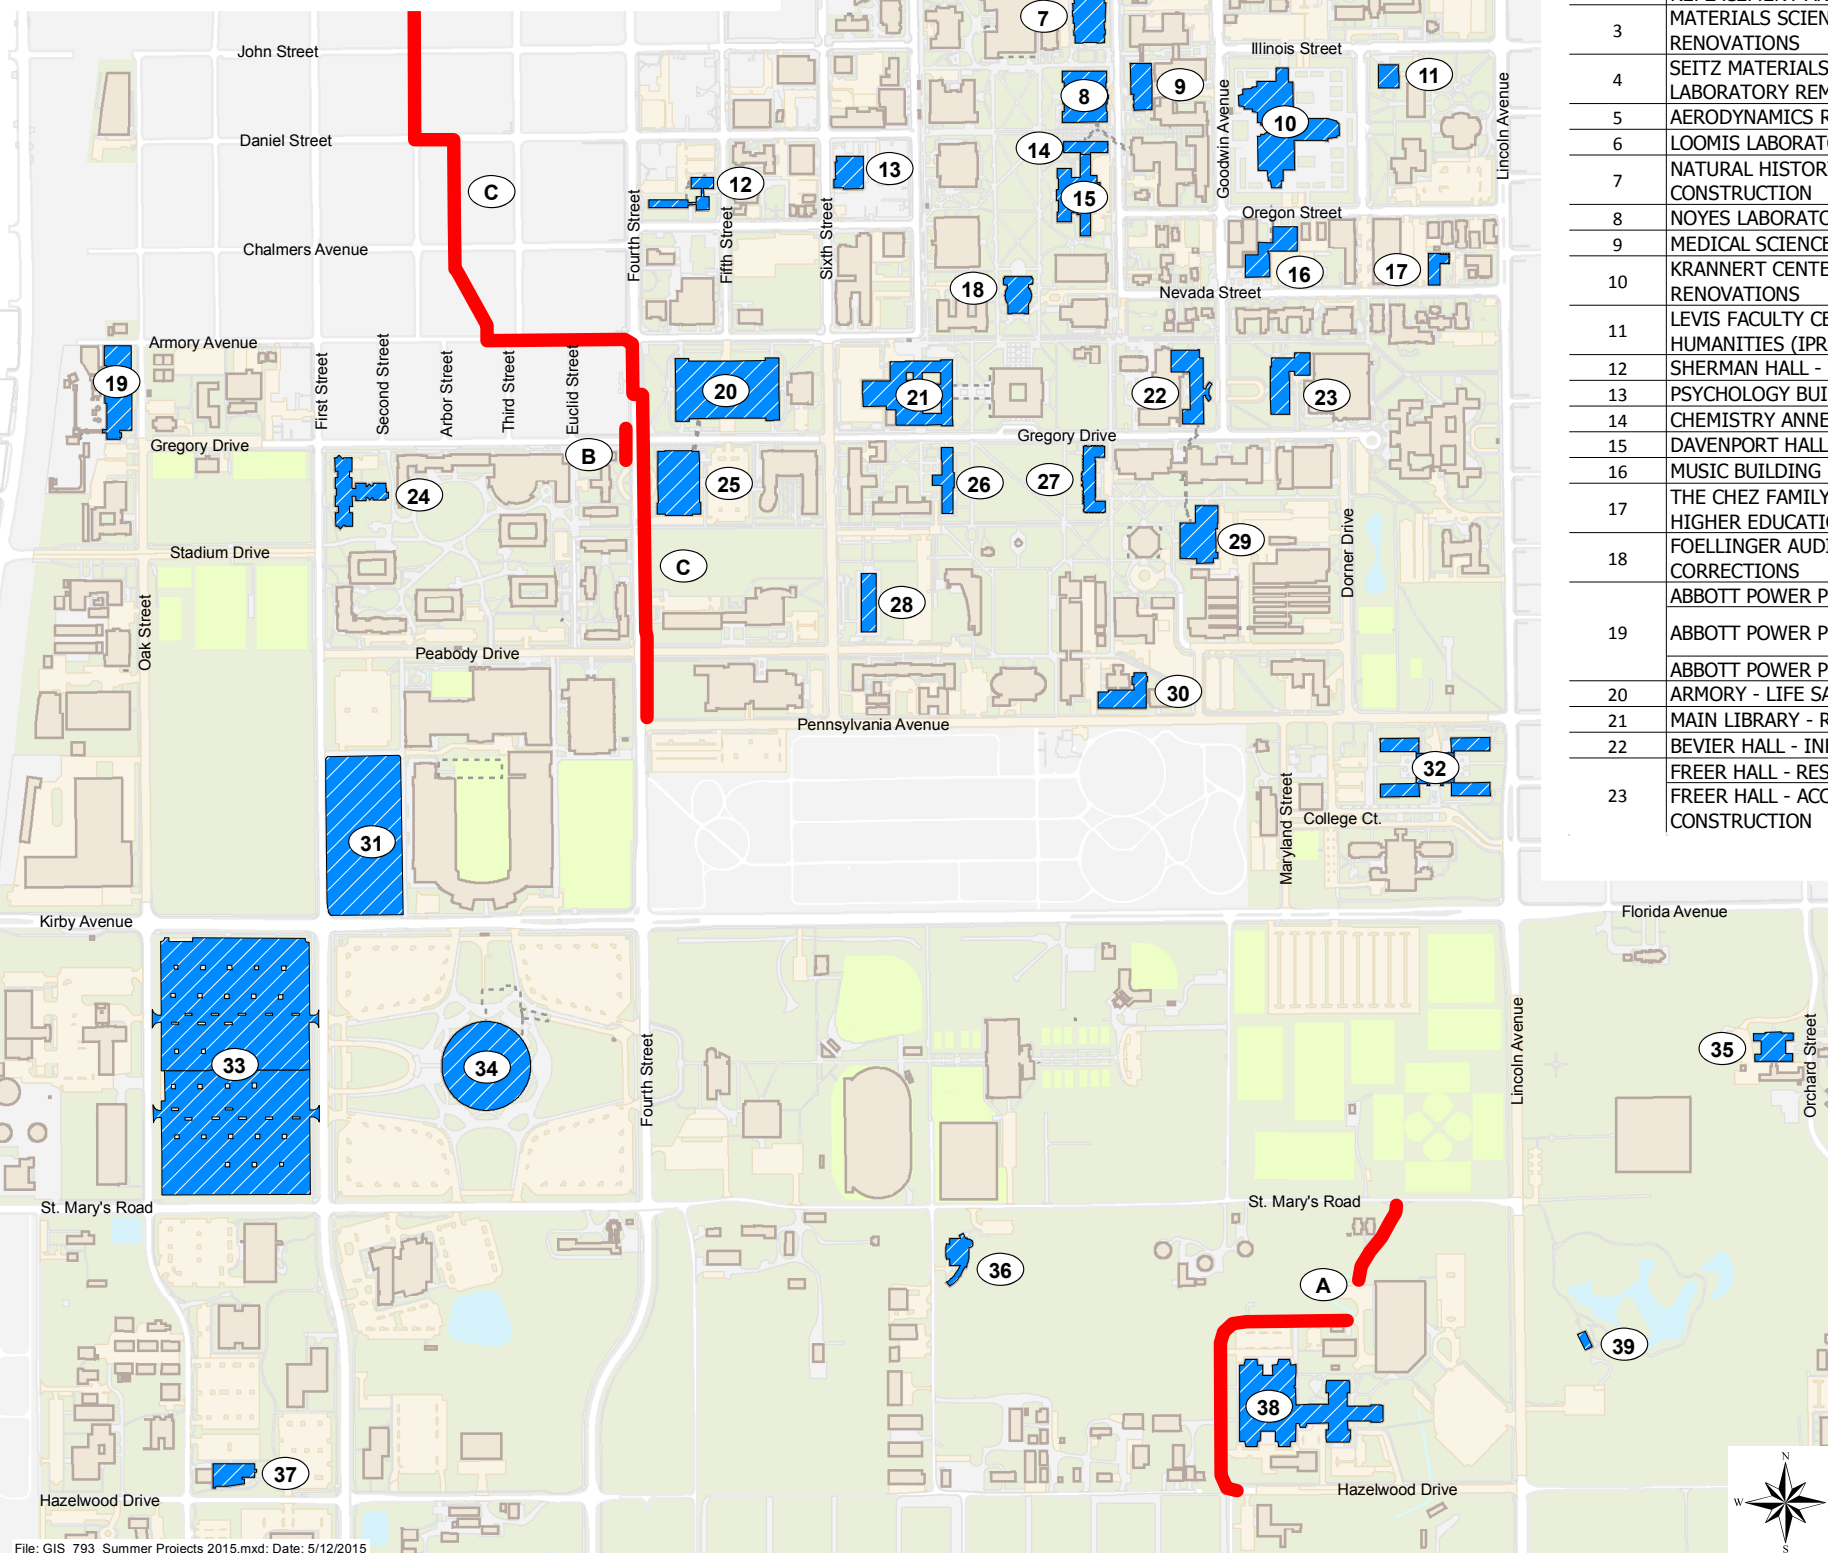 John Street
Daniel Street
Chalmers Avenue
Armory Avenue
Gregory Drive
Stadium Drive
Peabody Drive
Pennsylvania Avenue
Kirby Avenue
St. Mary's Road
Hazelwood Drive
Oak Street
First Street
Second Street
Arbor Street
Third Street
Euclid Street
Fourth Street
Fifth Street
Sixth Street
Goodwin Avenue
Lincoln Avenue
Illinois Street
Oregon Street
Nevada Street
Gregory Drive
Dorner Drive
Maryland Street
College Ct.
Florida Avenue
Fourth Street
Lincoln Avenue
Orchard Street
St. Mary's Road
Hazelwood Drive
7
8
9
10
11
12
13
14
15
16
17
18
19
20
21
22
23
24
25
26
27
28
29
30
31
32
33
34
35
36
37
38
39
A
B
C
C
3
MATERIALS SCIEN
RENOVATIONS
4
SEITZ MATERIALS
LABORATORY REM
5 AERODYNAMICS R
6 LOOMIS LABORAT
7
NATURAL HISTOR
CONSTRUCTION
8 NOYES LABORATO
9 MEDICAL SCIENCE
10
KRANNERT CENTE
RENOVATIONS
11
LEVIS FACULTY CE
HUMANITIES (IPR
12 SHERMAN HALL -
13 PSYCHOLOGY BUI
14 CHEMISTRY ANNE
15 DAVENPORT HALL
16 MUSIC BUILDING
17
THE CHEZ FAMILY
HIGHER EDUCATI
18
FOELLINGER AUD
CORRECTIONS
19
ABBOTT POWER P
ABBOTT POWER P
ABBOTT POWER P
20 ARMORY - LIFE SA
21 MAIN LIBRARY - R
22 BEVIER HALL - IN
23
FREER HALL - RES
FREER HALL - ACC
CONSTRUCTION
N
W
S
File: GIS_793_Summer Projects 2015.mxd; Date: 5/12/2015